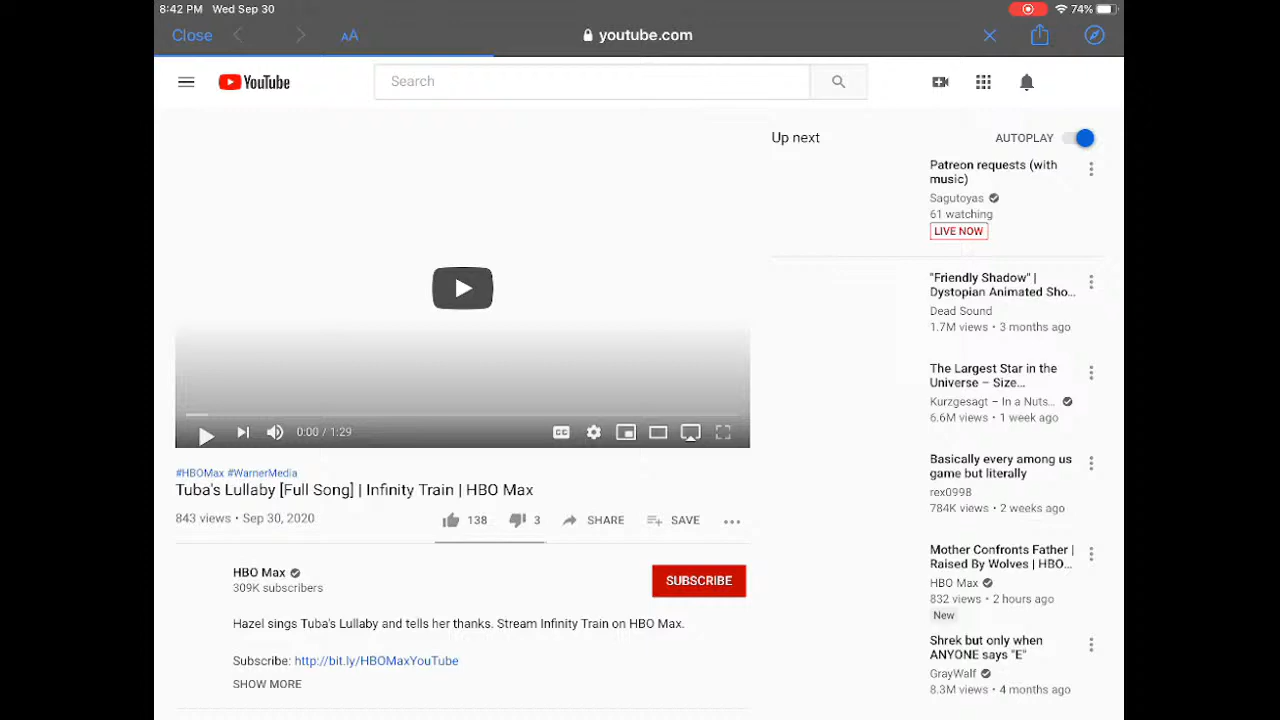 8:42 PM Wed Sep 30
74%
Close
AA
youtube.com
YouTube
Search
Up next
AUTOPLAY
Patreon requests (with
music)
Sagutoyas
61 watching
LIVE NOW
"Friendly Shadow" |
Dystopian Animated Sho...
Dead Sound
1.7M views • 3 months ago
The Largest Star in the
Universe – Size...
Kurzgesagt – In a Nuts...
6.6M views • 1 week ago
Basically every among us
game but literally
rex0998
784K views • 2 weeks ago
Mother Confronts Father |
Raised By Wolves | HBO...
HBO Max
832 views • 2 hours ago
New
Shrek but only when
ANYONE says "E"
GrayWalf
8.3M views • 4 months ago
0:00 / 1:29
CC
#HBOMax #WarnerMedia
Tuba's Lullaby [Full Song] | Infinity Train | HBO Max
843 views • Sep 30, 2020
138
3
SHARE
SAVE
HBO Max
309K subscribers
SUBSCRIBE
Hazel sings Tuba's Lullaby and tells her thanks. Stream Infinity Train on HBO Max.
Subscribe: http://bit.ly/HBOMaxYouTube
SHOW MORE